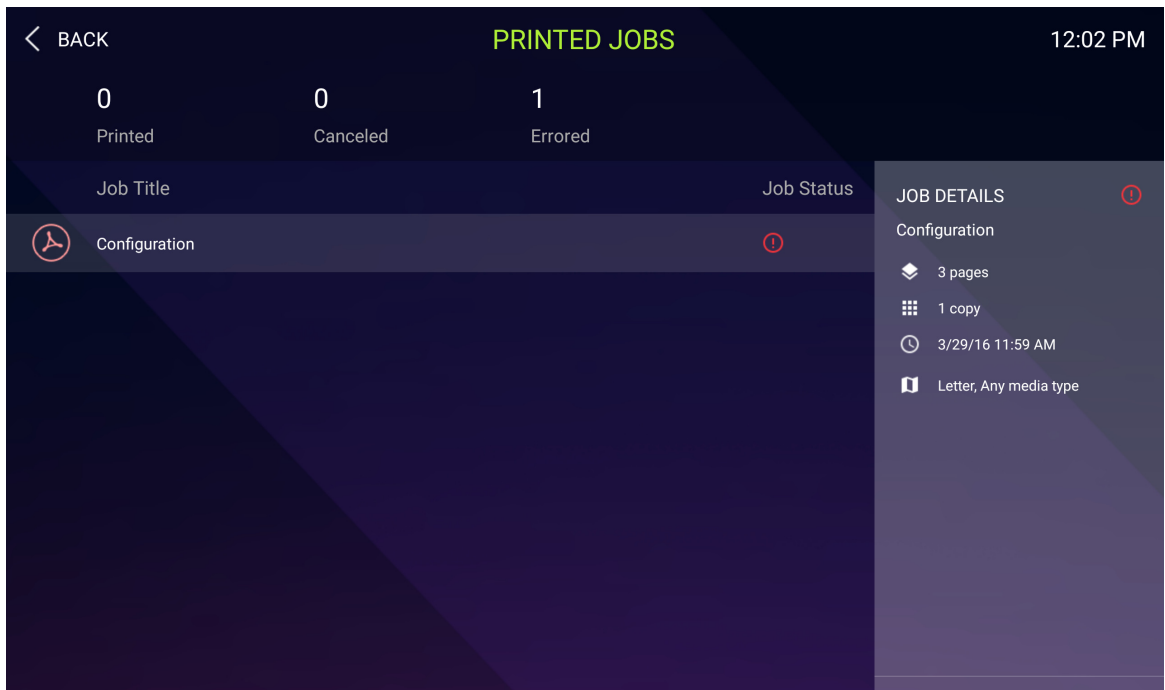 BACK
PRINTED JOBS
12:02 PM
0
0
1
Printed
Canceled
Errored
Job Title
Job Status
Configuration
JOB DETAILS
Configuration
3 pages
1 copy
3/29/16 11:59 AM
Letter, Any media type